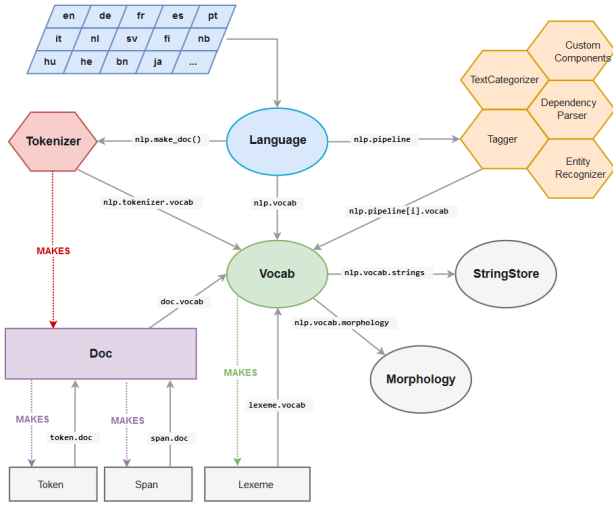 en de fr es pt
it nl sv fi nb
hu he bn ja ...
Custom
Components
TextCategorizer
Dependency
Parser
Tokenizer
nlp.make_doc()
Language
nlp.pipeline
Tagger
Entity
Recognizer
nlp.tokenizer.vocab
nlp.vocab
nlp.pipeline[i].vocab
MAKES
Vocab
nlp.vocab.strings
StringStore
doc.vocab
nlp.vocab.morphology
Doc
MAKES
Morphology
lexeme.vocab
MAKES
MAKES
token.doc
span.doc
Token
Span
Lexeme